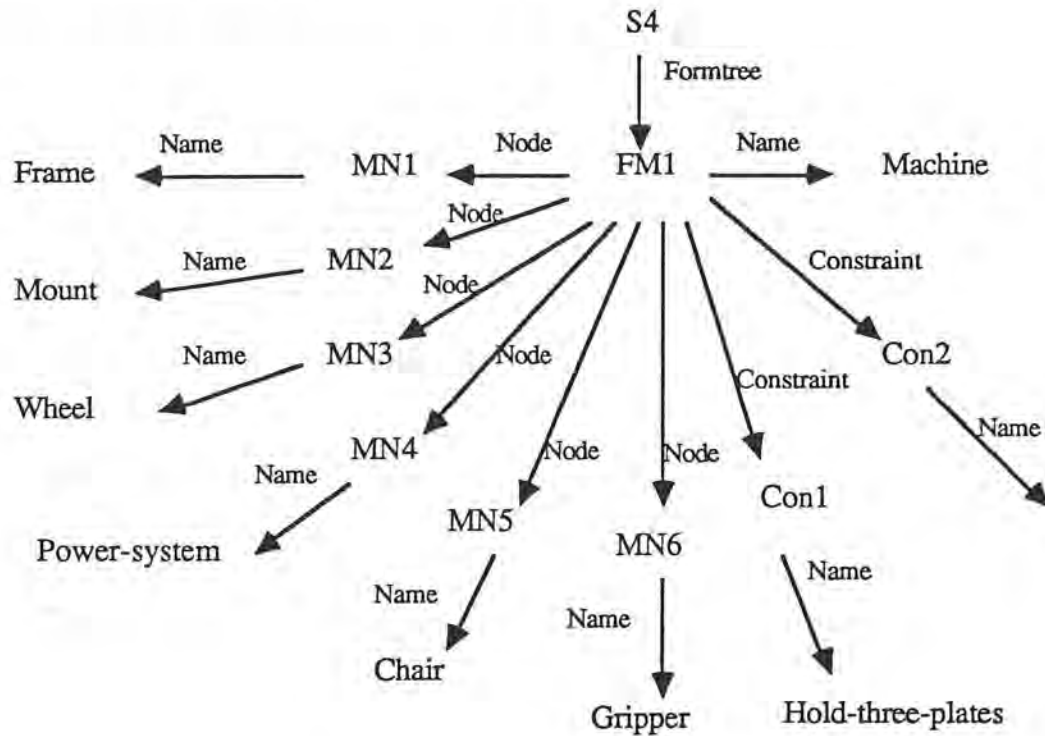 S4
Formtree
Name
Node
Name
Frame
MN1
FM1
Machine
Node
Name
MN2
Constraint
Mount
Node
Name
MN3
Node
Con2
Wheel
Constraint
Name
MN4
Name
Node
Node
Con1
MN5
Power-system
MN6
Name
Name
Name
Chair
Gripper
Hold-three-plates